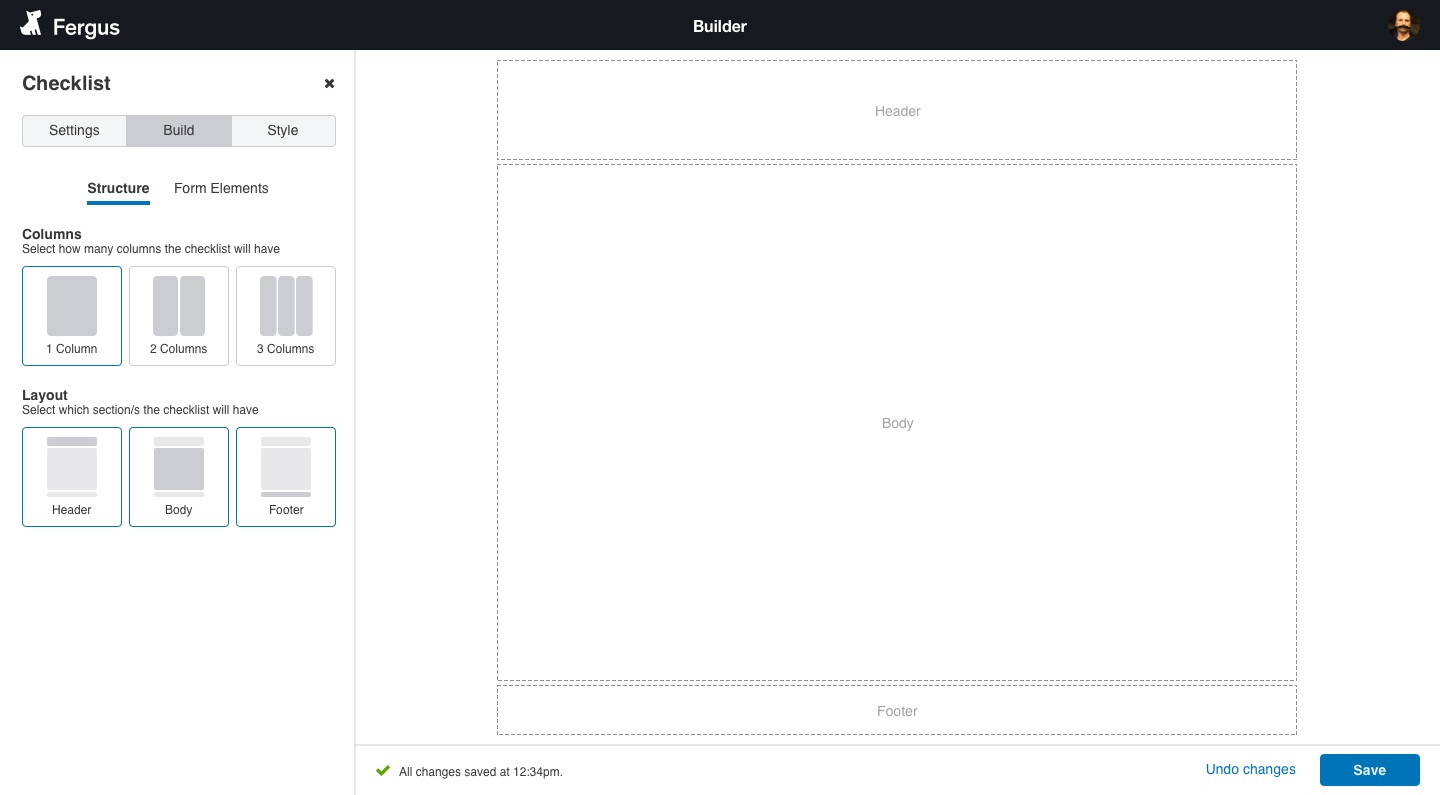 Fergus
Builder
Checklist
Settings
Build
Style
Structure
Form Elements
Columns
Select how many columns the checklist will have
1 Column
2 Columns
3 Columns
Layout
Select which section/s the checklist will have
Header
Body
Footer
Header
Body
Footer
All changes saved at 12:34pm.
Undo changes
Save